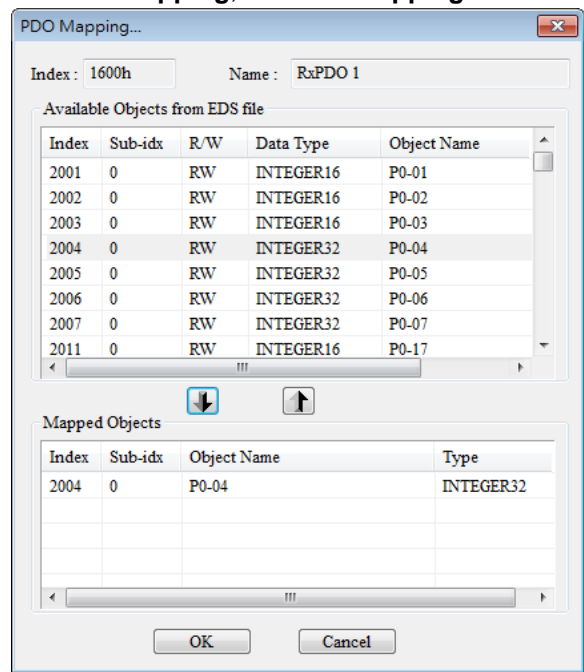 PDO Mapping...
Index : 1600h Name : RxPDO 1
Available Objects from EDS file
Index Sub-idx R/W Data Type Object Name
2001 0 RW INTEGER16 P0-01
2002 0 RW INTEGER16 P0-02
2003 0 RW INTEGER16 P0-03
2004 0 RW INTEGER32 P0-04
2005 0 RW INTEGER32 P0-05
2006 0 RW INTEGER32 P0-06
2007 0 RW INTEGER32 P0-07
2011 0 RW INTEGER16 P0-17
Mapped Objects
Index Sub-idx Object Name Type
2004 0 P0-04 INTEGER32
OK Cancel